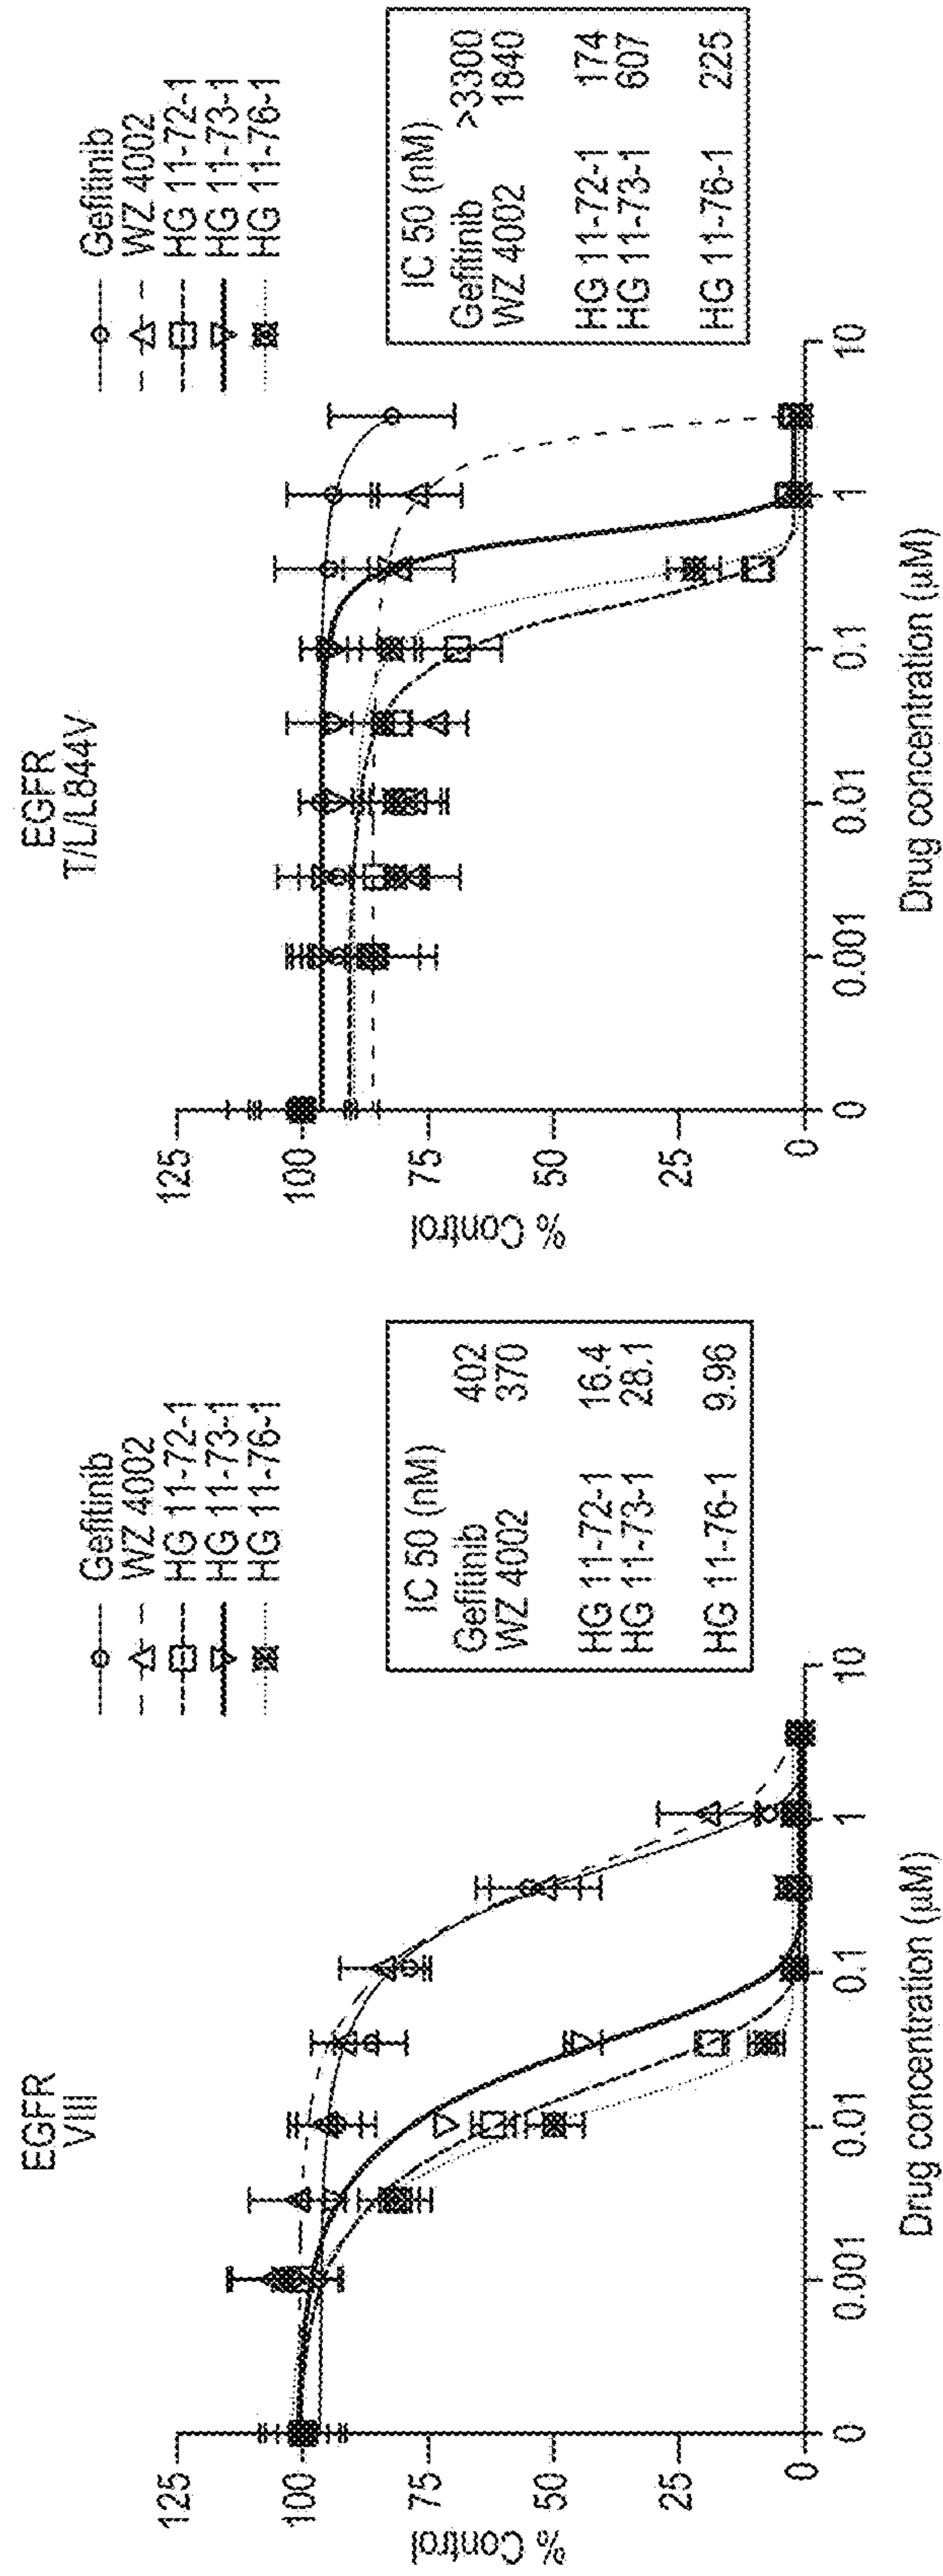 EGFR
VIII
% Control
125
100
75
50
25
0
0
0.001
0.01
0.1
1
10
Drug concentration (µM)
Gefitinib
WZ 4002
HG 11-72-1
HG 11-73-1
HG 11-76-1
IC 50 (nM)
Gefitinib 402
WZ 4002 370
HG 11-72-1 16.4
HG 11-73-1 28.1
HG 11-76-1 9.96
EGFR
T/L/L844V
% Control
125
100
75
50
25
0
0
0.001
0.01
0.1
1
10
Drug concentration (µM)
Gefitinib
WZ 4002
HG 11-72-1
HG 11-73-1
HG 11-76-1
IC 50 (nM)
Gefitinib >3300
WZ 4002 1840
HG 11-72-1 174
HG 11-73-1 607
HG 11-76-1 225